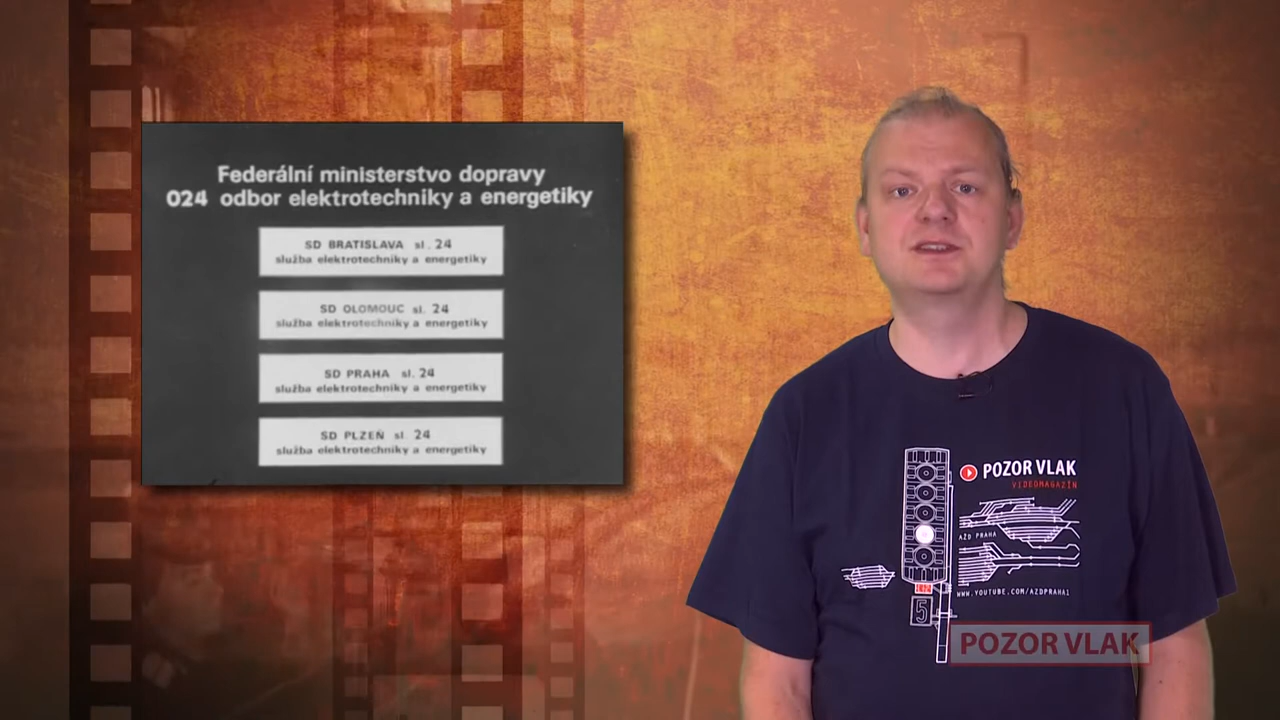 Federální ministerstvo dopravy
024 odbor elektrotechniky a energetiky
SD BRATISLAVA sl. 24
služba elektrotechniky a energetiky
SD OLOMOUC sl. 24
služba elektrotechniky a energetiky
SD PRAHA sl. 24
služba elektrotechniky a energetiky
SD PLZEŇ sl. 24
služba elektrotechniky a energetiky
POZOR VLAK
VIDEOMAGAZÍN
AŽD PRAHA
WWW.YOUTUBE.COM/AZDPRAHA1
5
POZOR VLAK